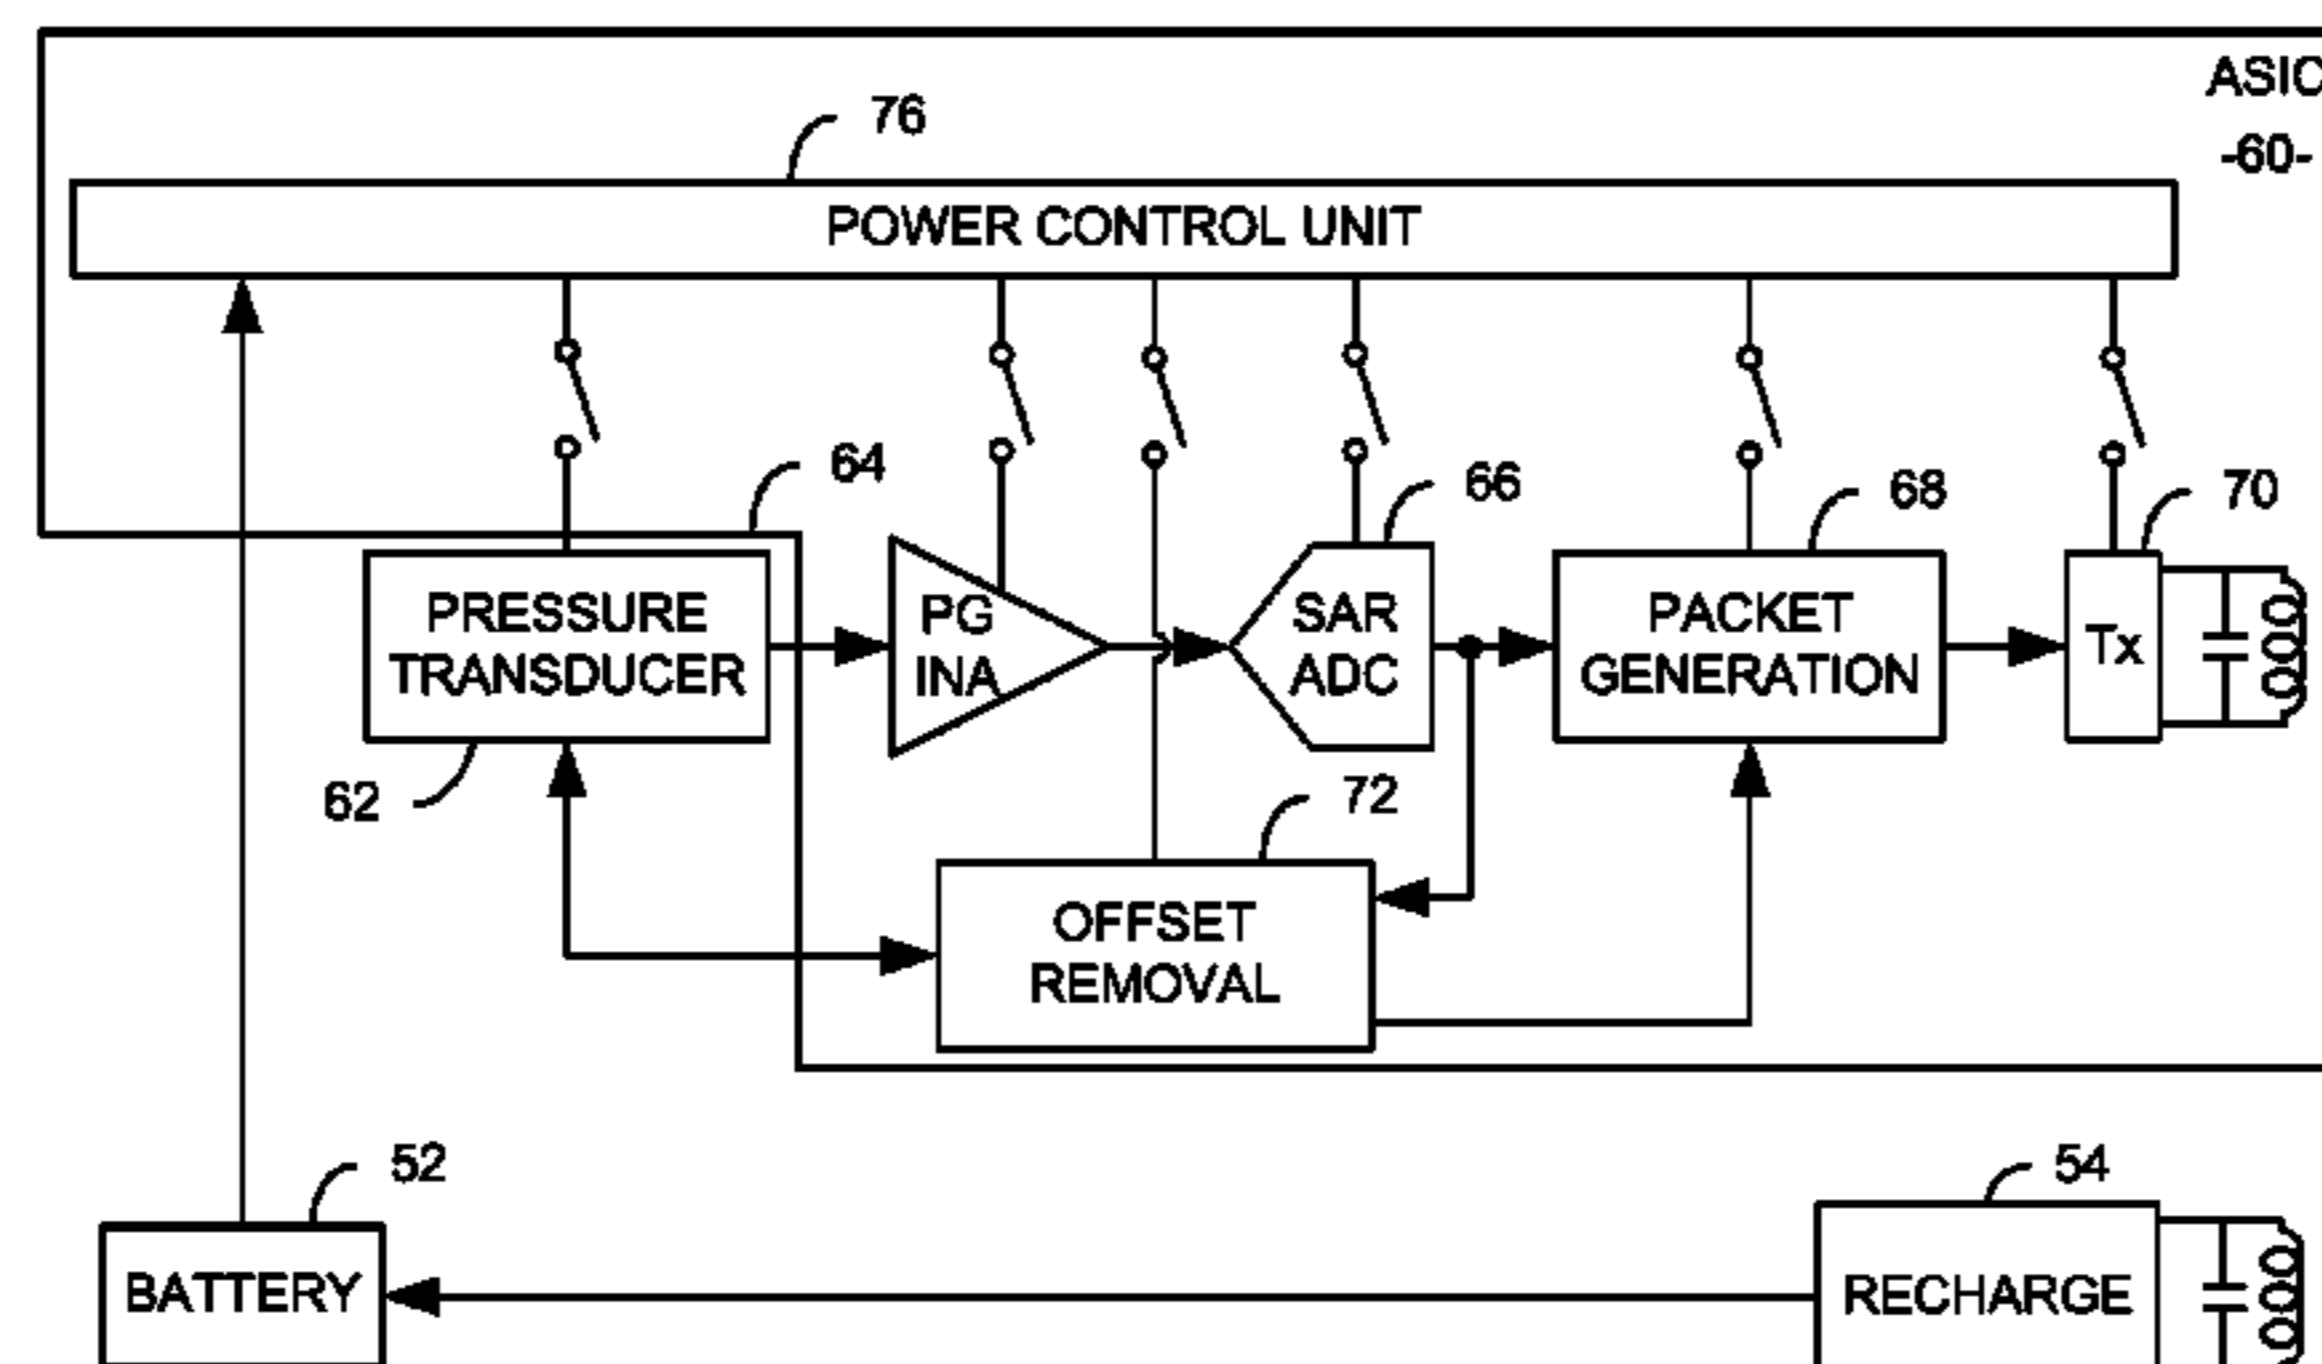 ASIC
-60-
76
POWER CONTROL UNIT
64
66
68
70
PRESSURE
TRANSDUCER
PG
INA
SAR
ADC
PACKET
GENERATION
Tx
62
72
OFFSET
REMOVAL
52
54
BATTERY
RECHARGE